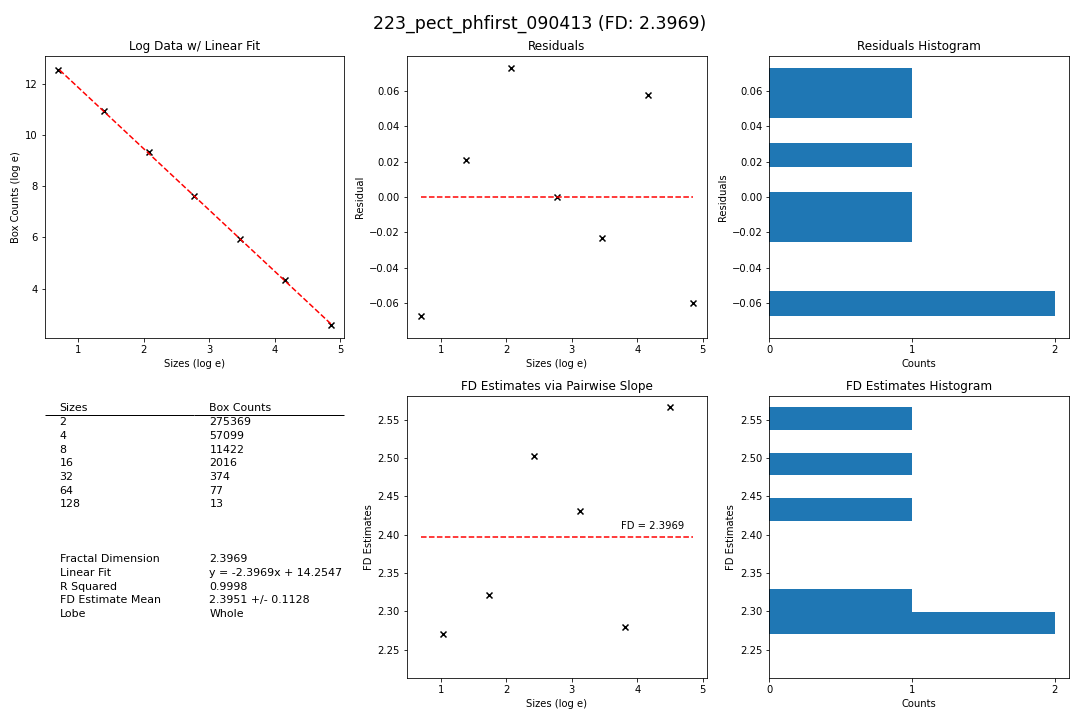 223_pect_phfirst_090413 (FD: 2.3969)
Log Data w/ Linear Fit
12
10
8
6
4
Box Counts (log e)
1 2 3 4 5
Sizes (log e)
Residuals
0.06
0.04
0.02
0.00
−0.02
−0.04
−0.06
Residual
1 2 3 4 5
Sizes (log e)
Residuals Histogram
0.06
0.04
0.02
0.00
−0.02
−0.04
−0.06
Residuals
0 1 2
Counts
Sizes Box Counts
2 275369
4 57099
8 11422
16 2016
32 374
64 77
128 13
Fractal Dimension 2.3969
Linear Fit y = -2.3969x + 14.2547
R Squared 0.9998
FD Estimate Mean 2.3951 +/- 0.1128
Lobe Whole
FD Estimates via Pairwise Slope
2.55
2.50
2.45
2.40
2.35
2.30
2.25
FD Estimates
FD = 2.3969
1 2 3 4 5
Sizes (log e)
FD Estimates Histogram
2.55
2.50
2.45
2.40
2.35
2.30
2.25
FD Estimates
0 1 2
Counts